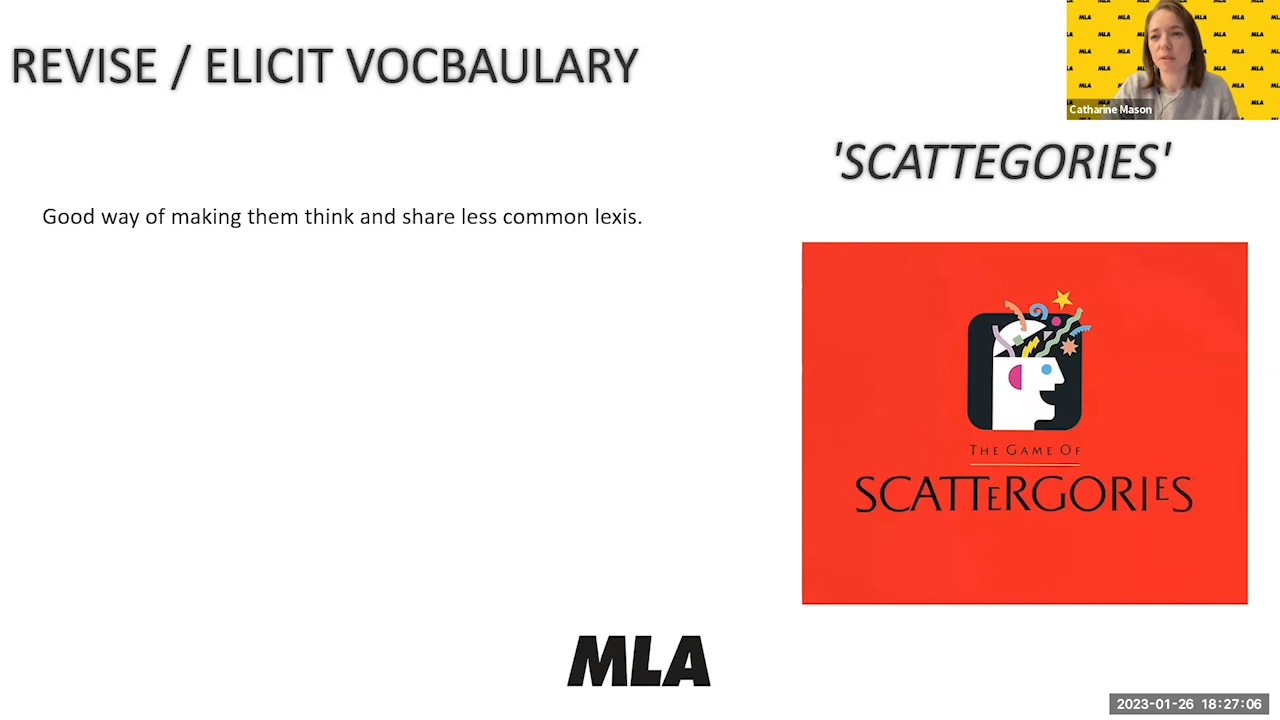 REVISE / ELICIT VOCBAULARY
Catharine Mason
'SCATTEGORIES'
Good way of making them think and share less common lexis.
THE GAME OF
SCATTERGORIES
MLA
2023-01-26 18:27:06